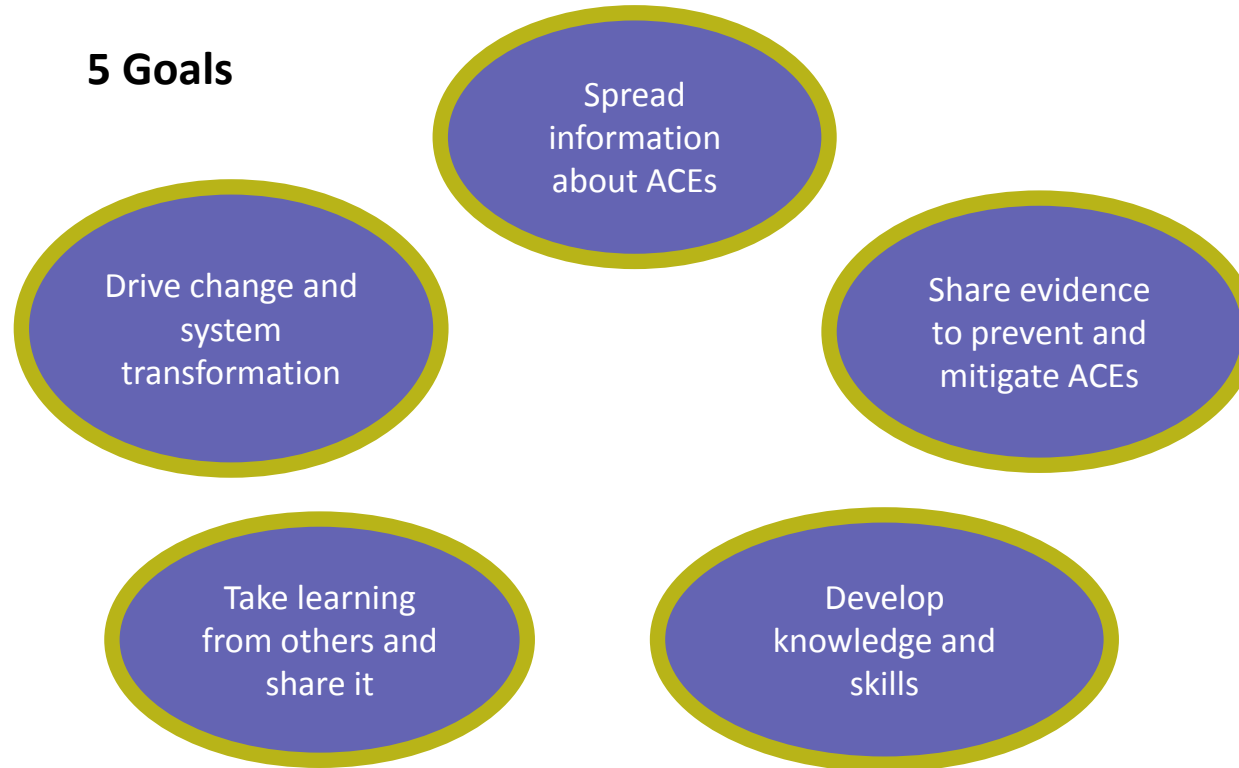 5 Goals
Spread
information
about ACEs
Share evidence
to prevent and
mitigate ACEs
Develop
knowledge and
skills
Take learning
from others and
share it
Drive change and
system
transformation